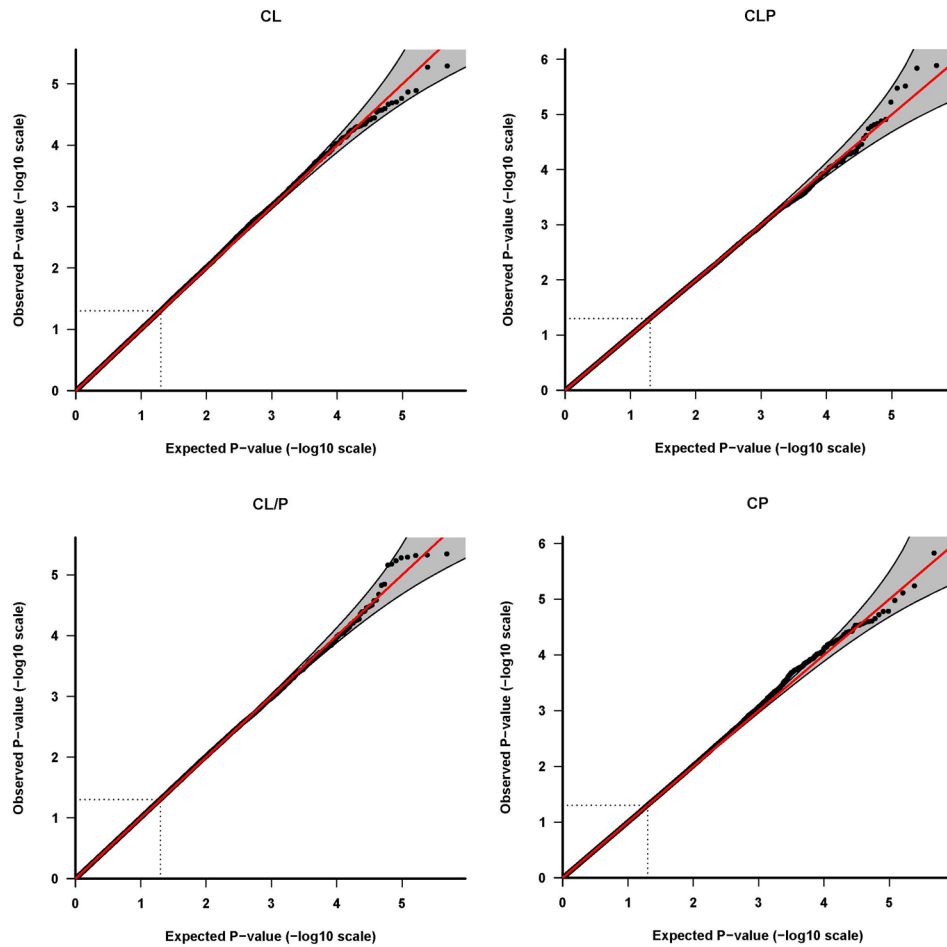 CL
5
4
3
2
1
0
Observed P−value (−log10 scale)
0 1 2 3 4 5
Expected P−value (−log10 scale)
CLP
6
5
4
3
2
1
0
Observed P−value (−log10 scale)
0 1 2 3 4 5
Expected P−value (−log10 scale)
CL/P
5
4
3
2
1
0
Observed P−value (−log10 scale)
0 1 2 3 4 5
Expected P−value (−log10 scale)
CP
6
5
4
3
2
1
0
Observed P−value (−log10 scale)
0 1 2 3 4 5
Expected P−value (−log10 scale)